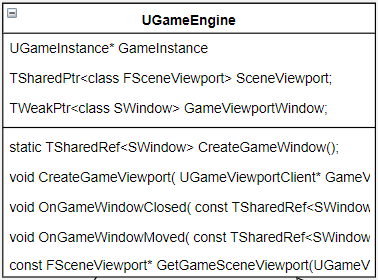 UGameEngine
UGameInstance* GameInstance
TSharedPtr<class FSceneViewport> SceneViewport;
TWeakPtr<class SWindow> GameViewportWindow;
static TSharedRef<SWindow> CreateGameWindow();
void CreateGameViewport( UGameViewportClient* GameV
void OnGameWindowClosed( const TSharedRef<SWindow
void OnGameWindowMoved( const TSharedRef<SWindow
const FSceneViewport* GetGameSceneViewport(UGameV